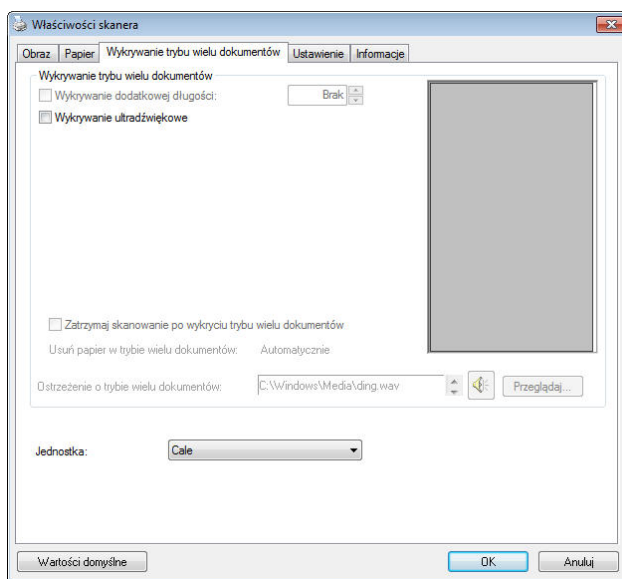 Właściwości skanera
Obraz Papier Wykrywanie trybu wielu dokumentów Ustawienie Informacje
Wykrywanie trybu wielu dokumentów
Wykrywanie dodatkowej długości: Brak
Wykrywanie ultradźwiękowe
Zatrzymaj skanowanie po wykryciu trybu wielu dokumentów
Usuń papier w trybie wielu dokumentów: Automatycznie
Ostrzeżenie o trybie wielu dokumentów: C:\Windows\Media\ding.wav Przeglądaj...
Jednostka: Cale
Wartości domyślne OK Anuluj